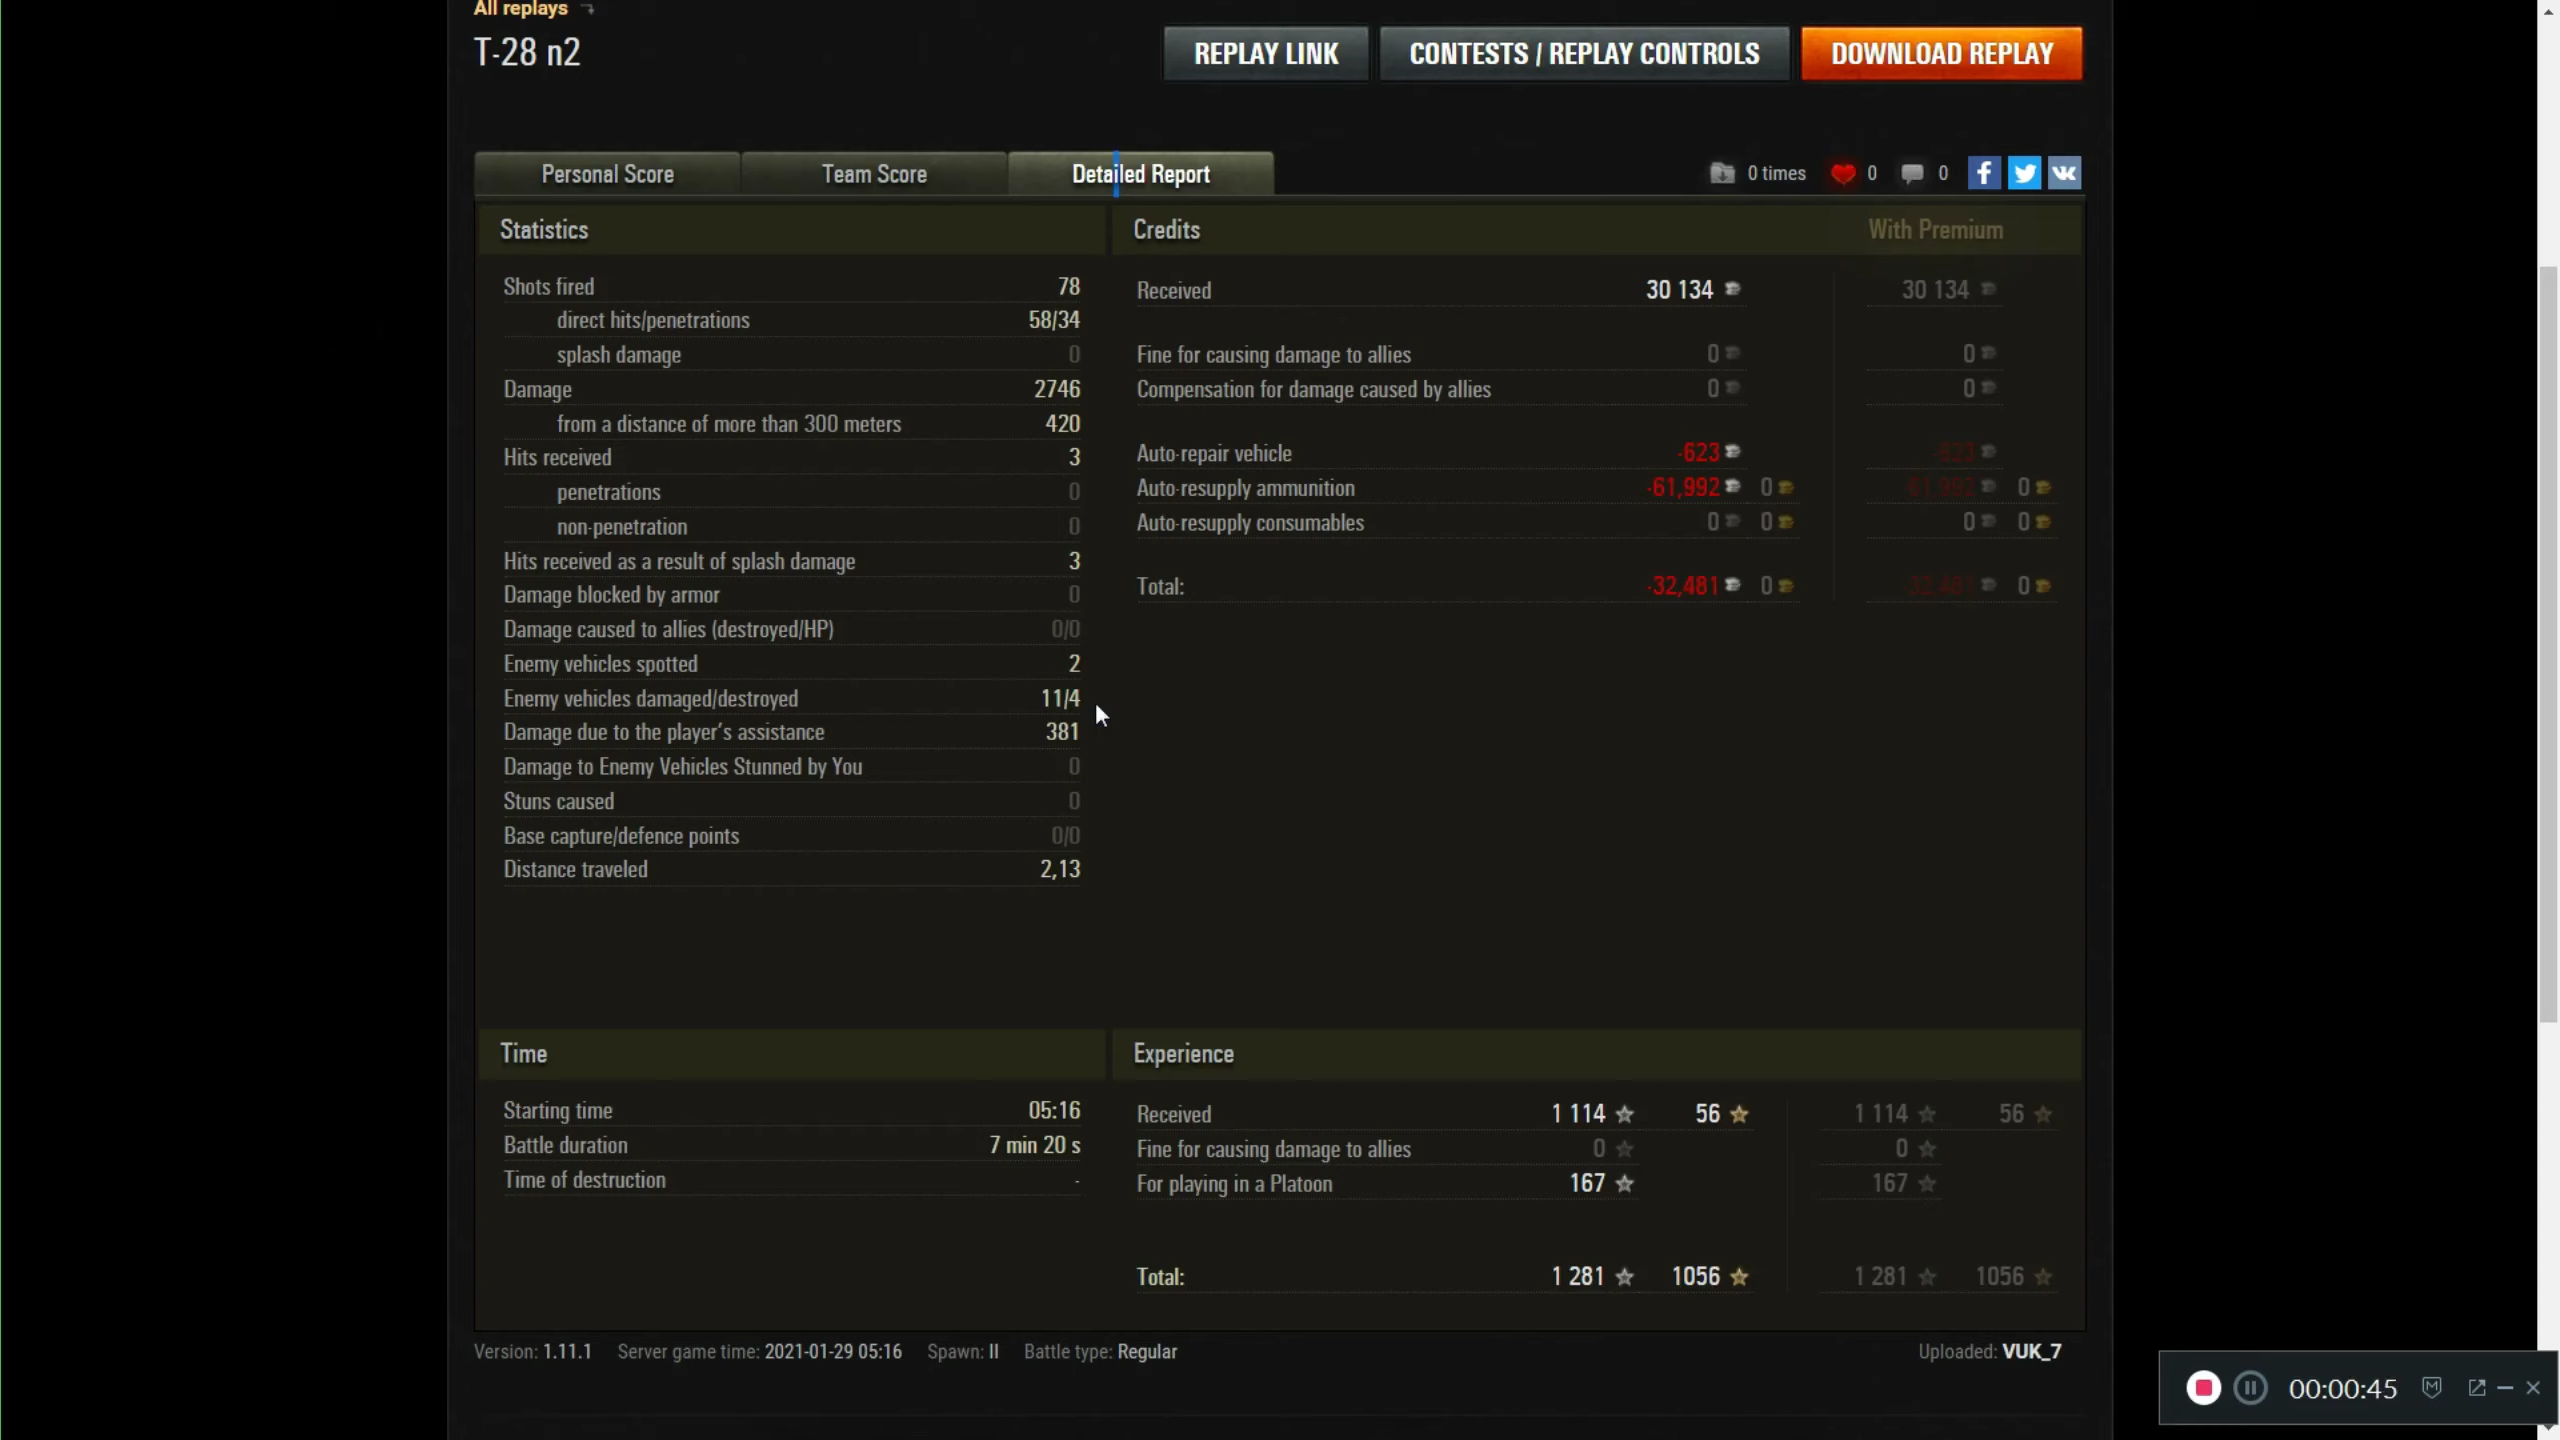 All replays
T-28 n2
REPLAY LINK
CONTESTS / REPLAY CONTROLS
DOWNLOAD REPLAY
Personal Score
Team Score
Detailed Report
0 times
0
0
Statistics
Shots fired 78
direct hits/penetrations 58/34
splash damage 0
Damage 2746
from a distance of more than 300 meters 420
Hits received 3
penetrations 0
non-penetration 0
Hits received as a result of splash damage 3
Damage blocked by armor 0
Damage caused to allies (destroyed/HP) 0/0
Enemy vehicles spotted 2
Enemy vehicles damaged/destroyed 11/4
Damage due to the player's assistance 381
Damage to Enemy Vehicles Stunned by You 0
Stuns caused 0
Base capture/defence points 0/0
Distance traveled 2,13
Credits With Premium
Received 30 134 30 134
Fine for causing damage to allies 0 0
Compensation for damage caused by allies 0 0
Auto-repair vehicle -623 -623
Auto-resupply ammunition -61,992 0 -61,992 0
Auto-resupply consumables 0 0 0 0
Total: -32,481 0 -32,481 0
Time
Starting time 05:16
Battle duration 7 min 20 s
Time of destruction -
Experience
Received 1 114 56 1 114 56
Fine for causing damage to allies 0 0
For playing in a Platoon 167 167
Total: 1 281 1056 1 281 1056
Version: 1.11.1 Server game time: 2021-01-29 05:16 Spawn: II Battle type: Regular
Uploaded: VUK_7
00:00:45